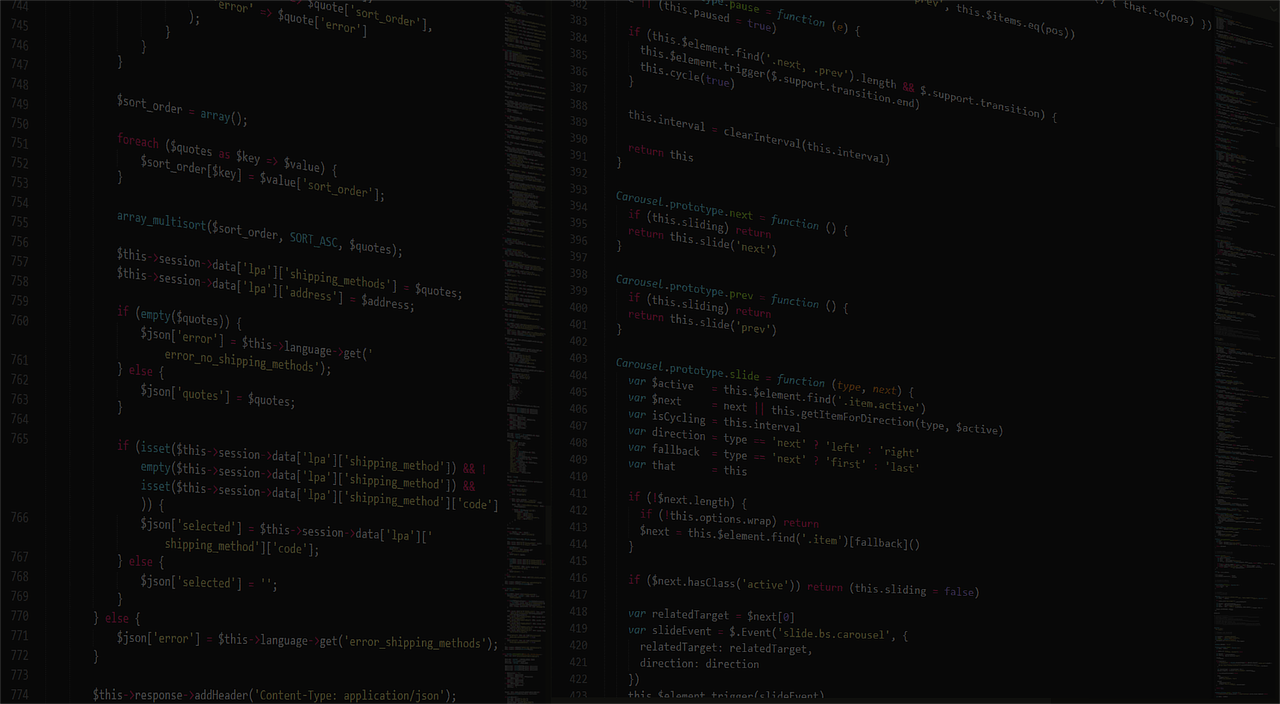 744
745
746
747
748
749
750
751
752
753
754
755
756
757
758
759
760
761
762
763
764
765
766
767
768
769
770
771
772
773
774
error' => $quote['sort_order'],
=> $quote['error']
);
}
}
}
$sort_order = array();
foreach ($quotes as $key => $value) {
$sort_order[$key] = $value['sort_order'];
}
array_multisort($sort_order, SORT_ASC, $quotes);
$this->session->data['lpa']['shipping_methods'] = $quotes;
$this->session->data['lpa']['address'] = $address;
if (empty($quotes)) {
$json['error'] = $this->language->get('
error_no_shipping_methods');
} else {
$json['quotes'] = $quotes;
}
if (isset($this->session->data['lpa']['shipping_method']) && !
empty($this->session->data['lpa']['shipping_method']) &&
isset($this->session->data['lpa']['shipping_method']['code']
)) {
$json['selected'] = $this->session->data['lpa']['
shipping_method']['code'];
} else {
$json['selected'] = '';
}
} else {
$json['error'] = $this->language->get('error_shipping_methods');
}
$this->response->addHeader('Content-Type: application/json');
382
383
384
385
386
387
388
389
390
391
392
393
394
395
396
397
398
399
400
401
402
403
404
405
406
407
408
409
410
411
412
413
414
415
416
417
418
419
420
421
422
423
prev', this.$items.eq(pos))
{ that.to(pos) })
.pause = function (e) {
(this.paused = true)
if (this.$element.find('.next, .prev').length && $.support.transition) {
this.$element.trigger($.support.transition.end)
this.cycle(true)
}
this.interval = clearInterval(this.interval)
return this
}
Carousel.prototype.next = function () {
if (this.sliding) return
return this.slide('next')
}
Carousel.prototype.prev = function () {
if (this.sliding) return
return this.slide('prev')
}
Carousel.prototype.slide = function (type, next) {
var $active = this.$element.find('.item.active')
var $next = next || this.getItemForDirection(type, $active)
var isCycling = this.interval
var direction = type == 'next' ? 'left' : 'right'
var fallback = type == 'next' ? 'first' : 'last'
var that = this
if (!$next.length) {
if (!this.options.wrap) return
$next = this.$element.find('.item')[fallback]()
}
if ($next.hasClass('active')) return (this.sliding = false)
var relatedTarget = $next[0]
var slideEvent = $.Event('slide.bs.carousel', {
relatedTarget: relatedTarget,
direction: direction
})
this.$element.trigger(slideEvent)